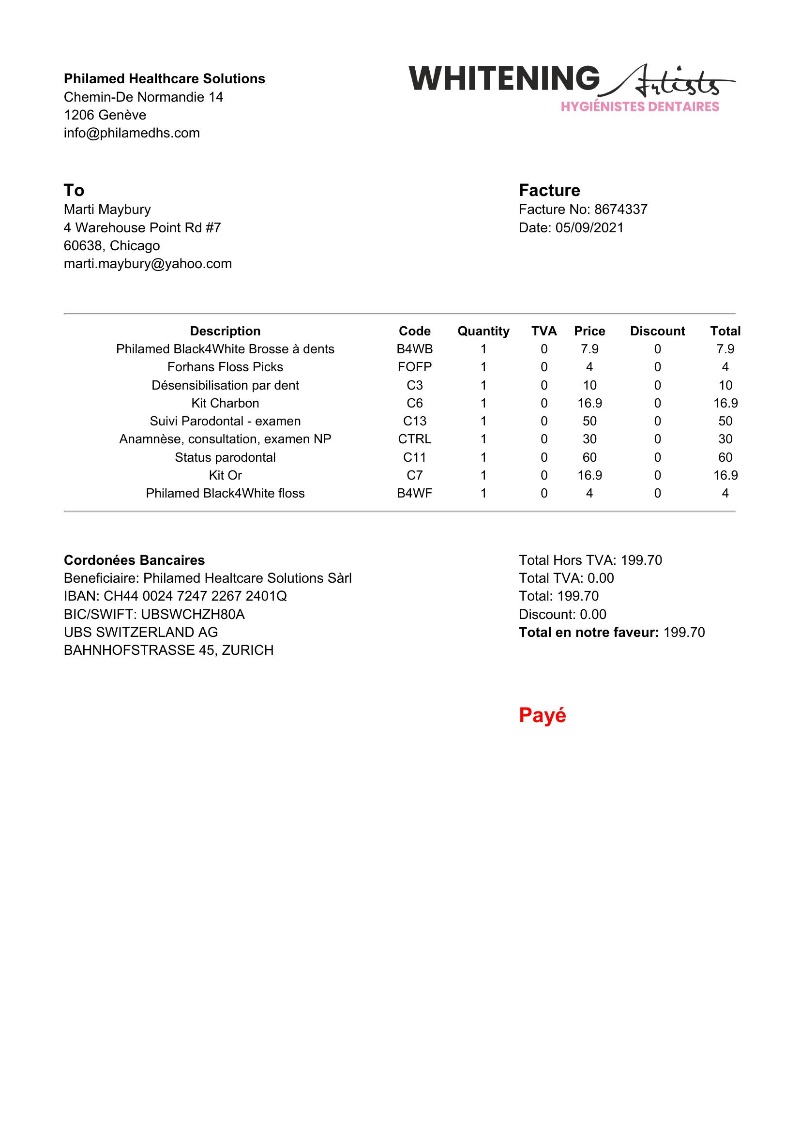 Philamed Healthcare Solutions
Chemin-De Normandie 14
1206 Genève
info@philamedhs.com
WHITENING Artists
HYGIÉNISTES DENTAIRES
To
Marti Maybury
4 Warehouse Point Rd #7
60638, Chicago
marti.maybury@yahoo.com
Facture
Facture No: 8674337
Date: 05/09/2021
Description Code Quantity TVA Price Discount Total
Philamed Black4White Brosse à dents B4WB 1 0 7.9 0 7.9
Forhans Floss Picks FOFP 1 0 4 0 4
Désensibilisation par dent C3 1 0 10 0 10
Kit Charbon C6 1 0 16.9 0 16.9
Suivi Parodontal - examen C13 1 0 50 0 50
Anamnèse, consultation, examen NP CTRL 1 0 30 0 30
Status parodontal C11 1 0 60 0 60
Kit Or C7 1 0 16.9 0 16.9
Philamed Black4White floss B4WF 1 0 4 0 4
Cordonées Bancaires
Beneficiaire: Philamed Healtcare Solutions Sàrl
IBAN: CH44 0024 7247 2267 2401Q
BIC/SWIFT: UBSWCHZH80A
UBS SWITZERLAND AG
BAHNHOFSTRASSE 45, ZURICH
Total Hors TVA: 199.70
Total TVA: 0.00
Total: 199.70
Discount: 0.00
Total en notre faveur: 199.70
Payé